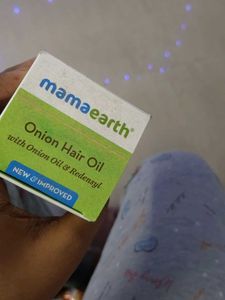 mamaearth®
Onion Hair Oil
with Onion Oil & Redensyl
NEW & IMPROVED